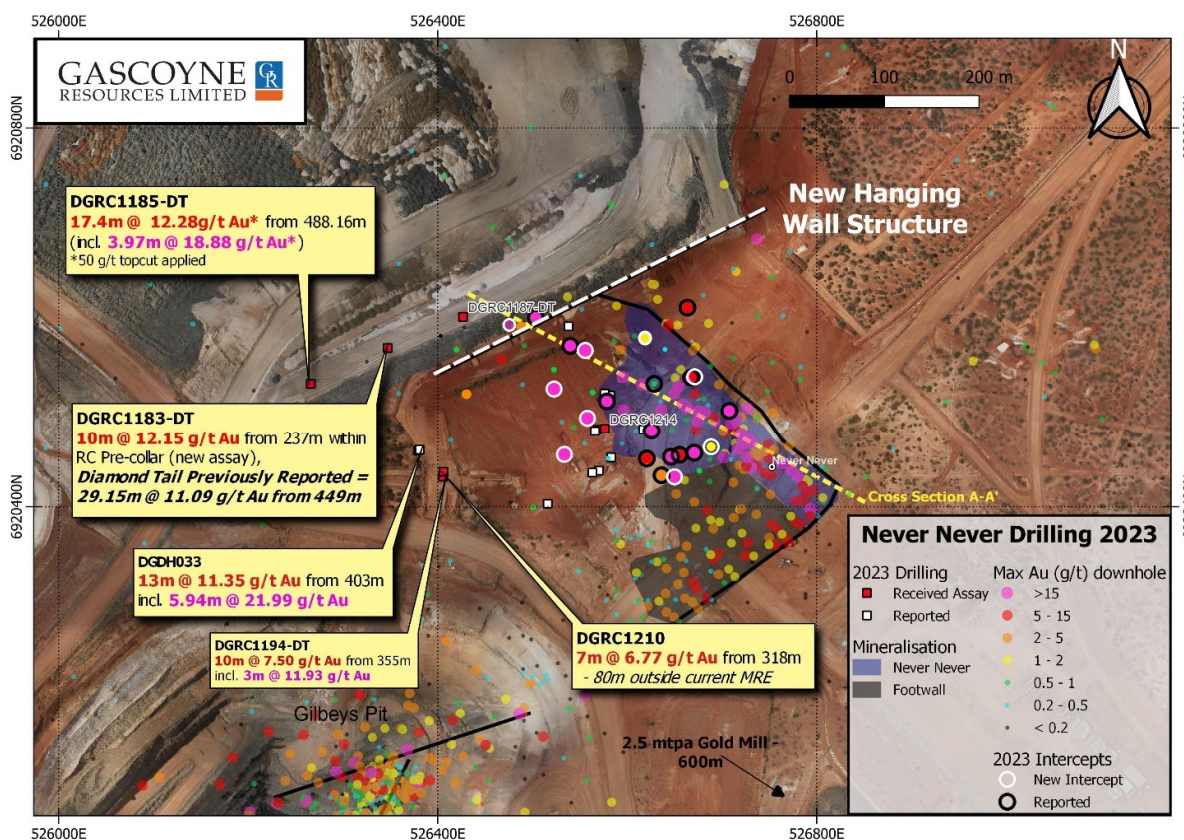 526000E
526400E
526800E
GASCOYNE
RESOURCES LIMITED
GR
N
0 100 200 m
6920800N
New Hanging
Wall Structure
DGRC1185-DT
17.4m @ 12.28g/t Au* from 488.16m
(incl. 3.97m @ 18.88 g/t Au*)
*50 g/t topcut applied
DGRC1187-DT
DGRC1183-DT
10m @ 12.15 g/t Au from 237m within
RC Pre-collar (new assay),
Diamond Tail Previously Reported =
29.15m @ 11.09 g/t Au from 449m
DGRC1214
Never Never
Cross Section A-A'
6920400N
DGDH033
13m @ 11.35 g/t Au from 403m
incl. 5.94m @ 21.99 g/t Au
DGRC1194-DT
10m @ 7.50 g/t Au from 355m
incl. 3m @ 11.93 g/t Au
DGRC1210
7m @ 6.77 g/t Au from 318m
- 80m outside current MRE
Gilbeys Pit
2.5 mtpa Gold Mill -
600m
Never Never Drilling 2023
2023 Drilling
Received Assay
Reported
Mineralisation
Never Never
Footwall
Max Au (g/t) downhole
>15
5 - 15
2 - 5
1 - 2
0.5 - 1
0.2 - 0.5
< 0.2
2023 Intercepts
New Intercept
Reported
526000E
526400E
526800E